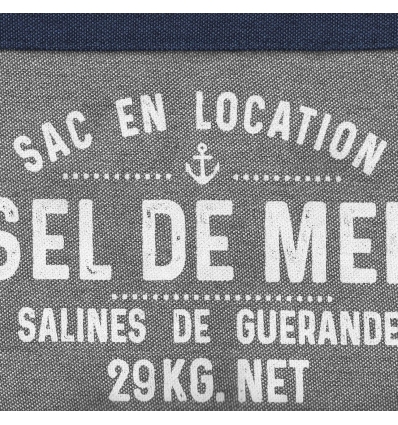 SAC EN LOCATION
SEL DE MER
SALINES DE GUERANDE
29KG. NET